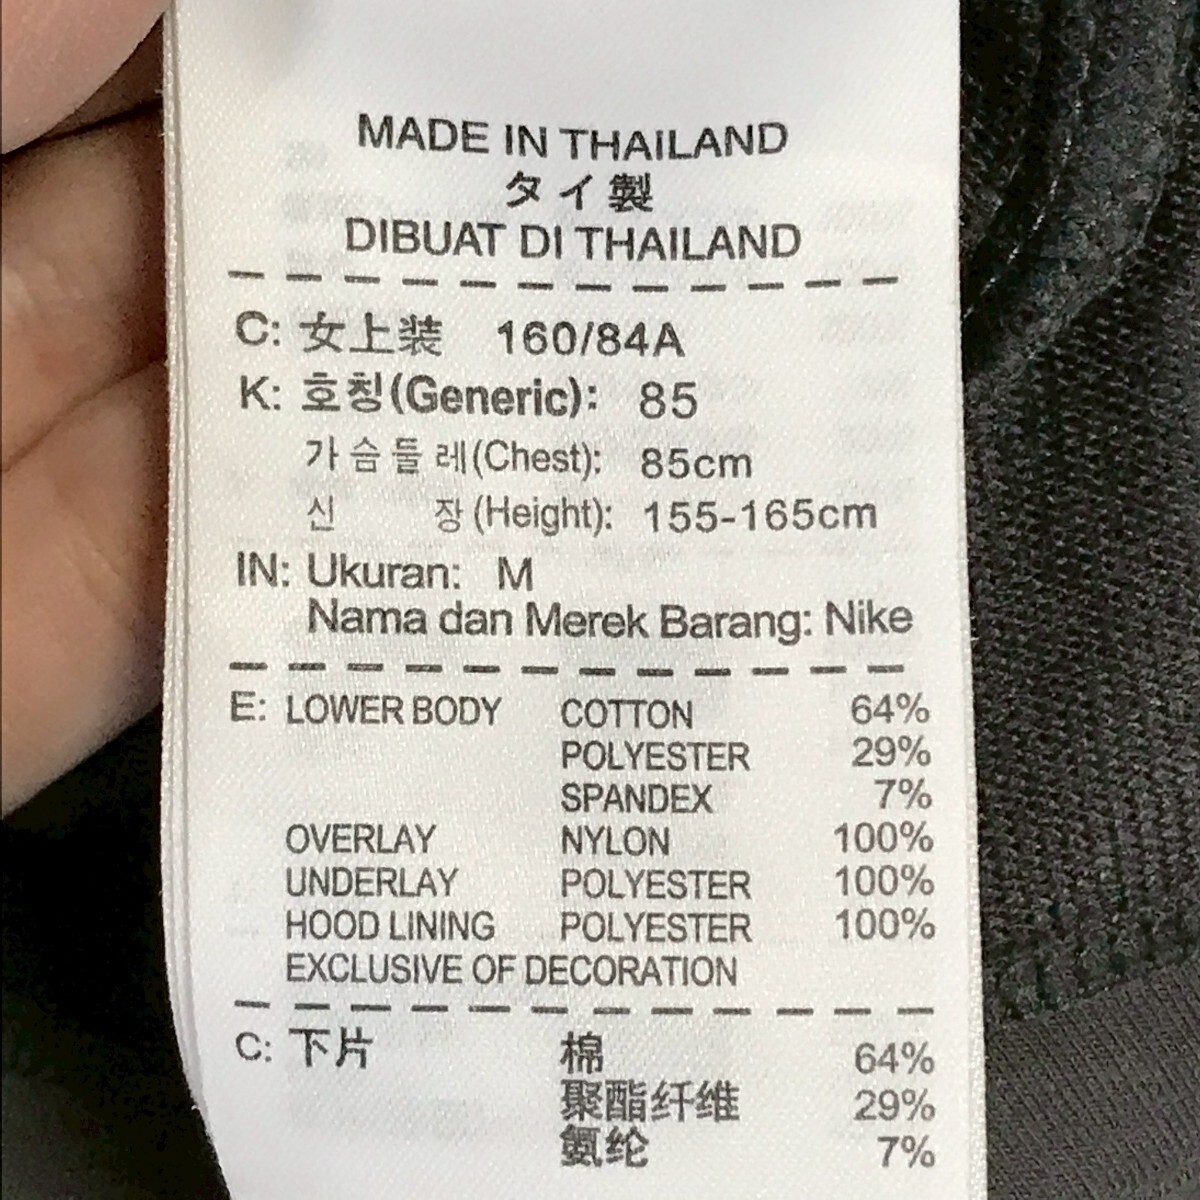 MADE IN THAILAND
タイ製
DIBUAT DI THAILAND
C: 女上装 160/84A
K: 호칭(Generic): 85
가슴둘레(Chest): 85cm
신 장(Height): 155-165cm
IN: Ukuran: M
Nama dan Merek Barang: Nike
E: LOWER BODY COTTON 64%
POLYESTER 29%
SPANDEX 7%
OVERLAY NYLON 100%
UNDERLAY POLYESTER 100%
HOOD LINING POLYESTER 100%
EXCLUSIVE OF DECORATION
C: 下片 棉 64%
聚酯纤维 29%
氨纶 7%